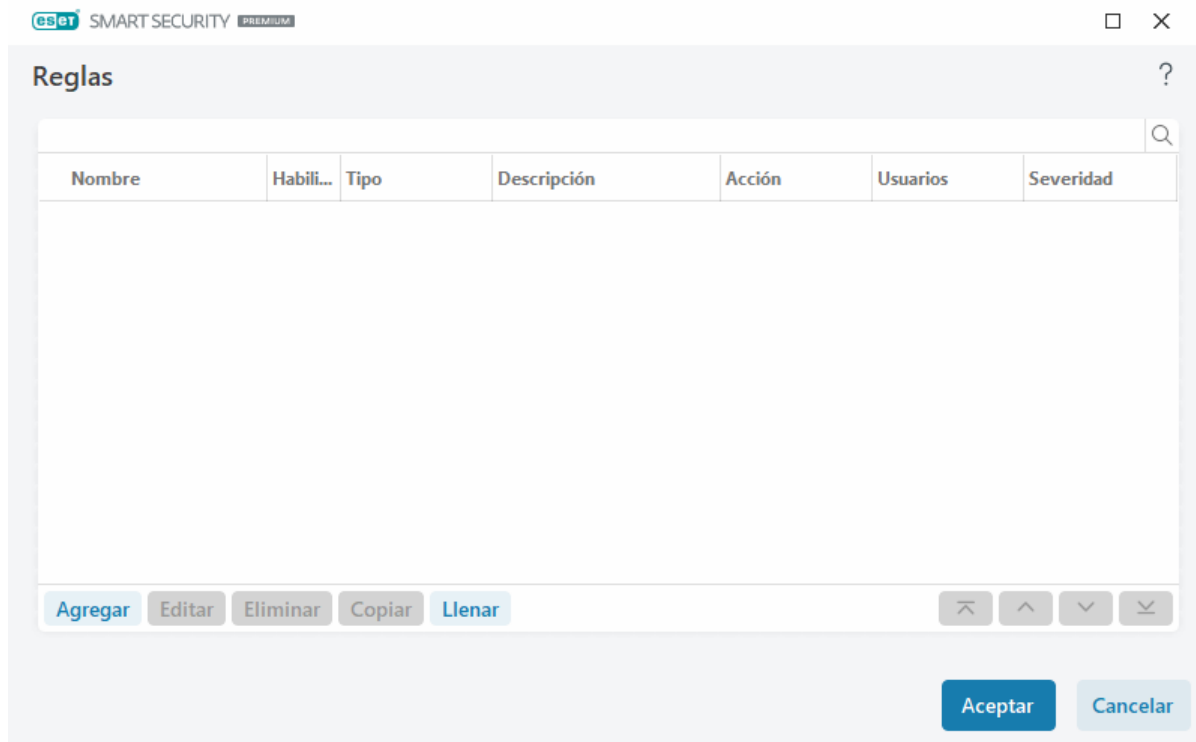 eset SMART SECURITY PREMIUM
Reglas
?
Nombre Habili... Tipo Descripción Acción Usuarios Severidad
Agregar Editar Eliminar Copiar Llenar
Aceptar Cancelar